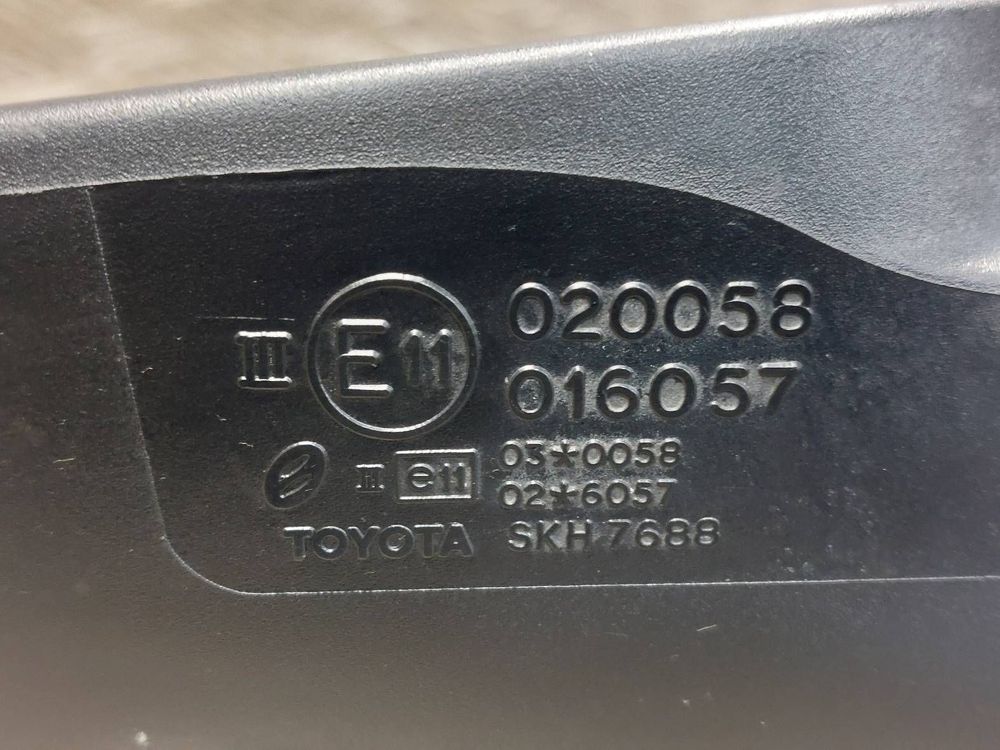 III E11 020058
016057
II e11 03*0058
02*6057
TOYOTA SKH 7688